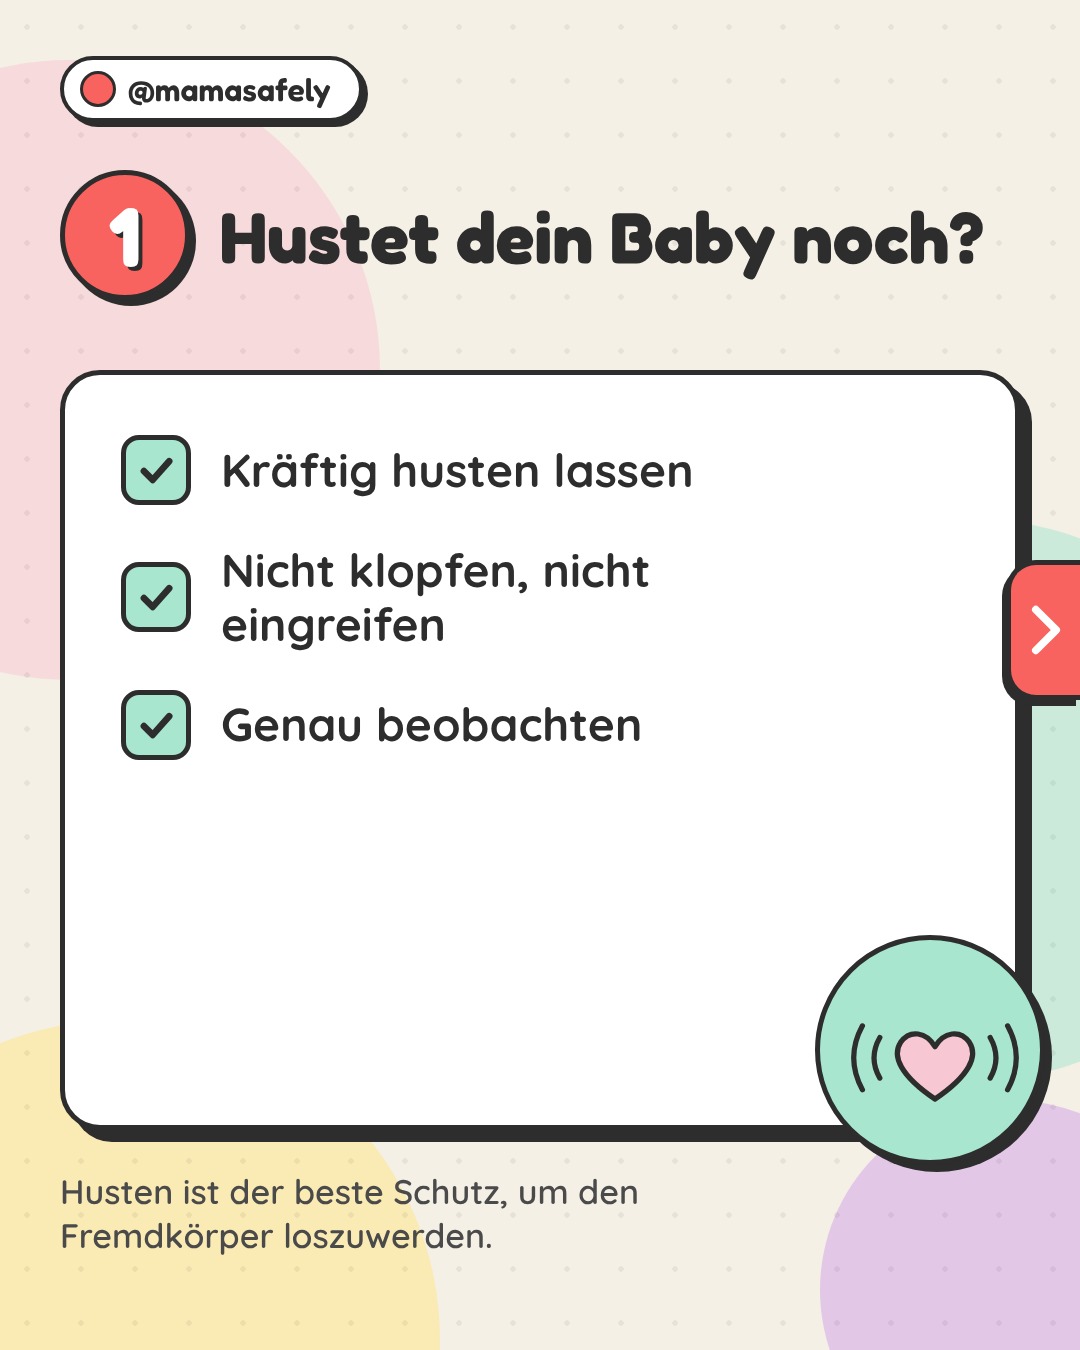 @mamasafely
1 Hustet dein Baby noch?
Kräftig husten lassen
Nicht klopfen, nicht
eingreifen
Genau beobachten
Husten ist der beste Schutz, um den
Fremdkörper loszuwerden.